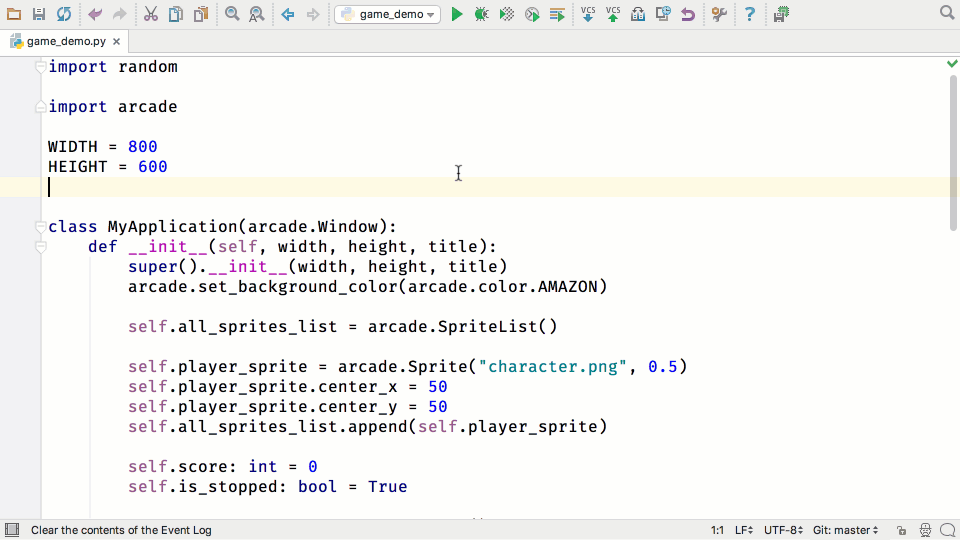 game_demo
VCS VCS
game_demo.py
import random
import arcade
WIDTH = 800
HEIGHT = 600
class MyApplication(arcade.Window):
def __init__(self, width, height, title):
super().__init__(width, height, title)
arcade.set_background_color(arcade.color.AMAZON)
self.all_sprites_list = arcade.SpriteList()
self.player_sprite = arcade.Sprite("character.png", 0.5)
self.player_sprite.center_x = 50
self.player_sprite.center_y = 50
self.all_sprites_list.append(self.player_sprite)
self.score: int = 0
self.is_stopped: bool = True
Clear the contents of the Event Log 1:1 LF UTF-8 Git: master